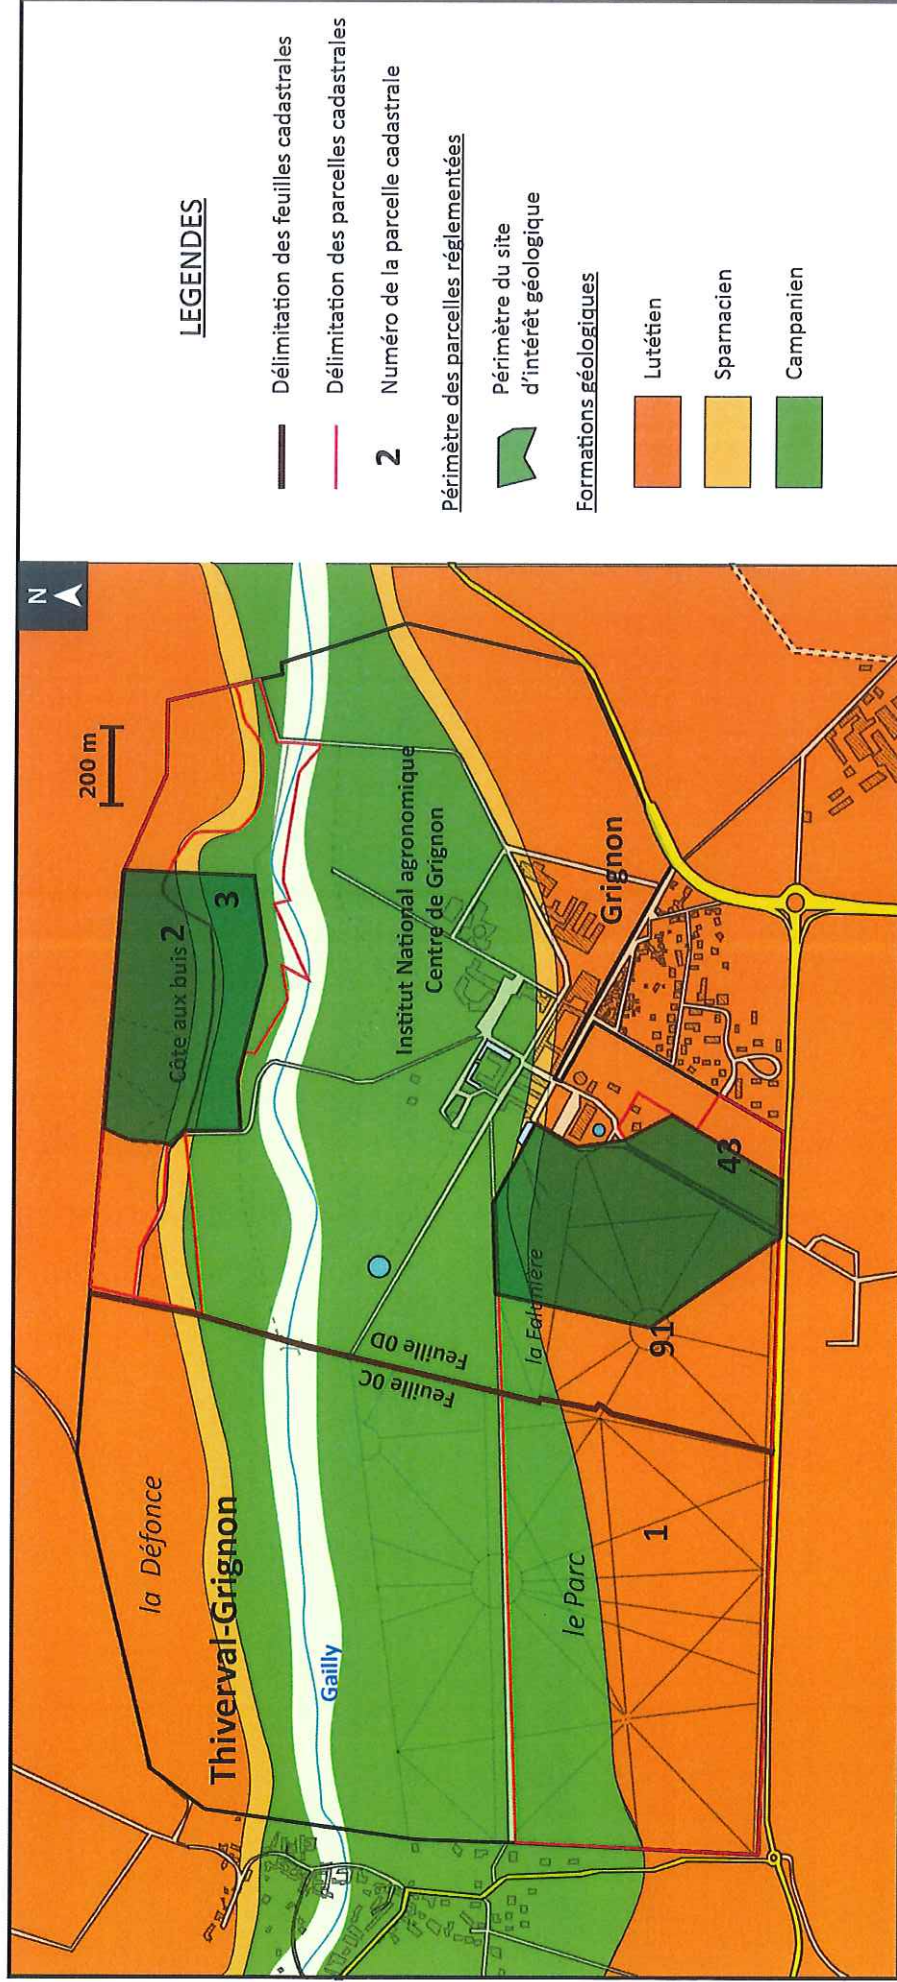 N
200 m
Côte aux buis 2
3
la Défonce
Thiverval-Grignon
Gailly
Feuille 0C
Feuille 0D
Institut National agronomique
Centre de Grignon
Grignon
la Falunière
le Parc
1
91
43
LEGENDES
Délimitation des feuilles cadastrales
Délimitation des parcelles cadastrales
2 Numéro de la parcelle cadastrale
Périmètre des parcelles réglementées
Périmètre du site
d'intérêt géologique
Formations géologiques
Lutétien
Sparnacien
Campanien